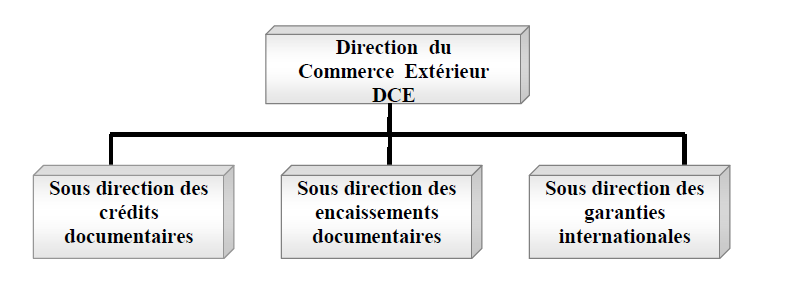 Direction du
Commerce Extérieur
DCE
Sous direction des
crédits
documentaires
Sous direction des
encaissements
documentaires
Sous direction des
garanties
internationales